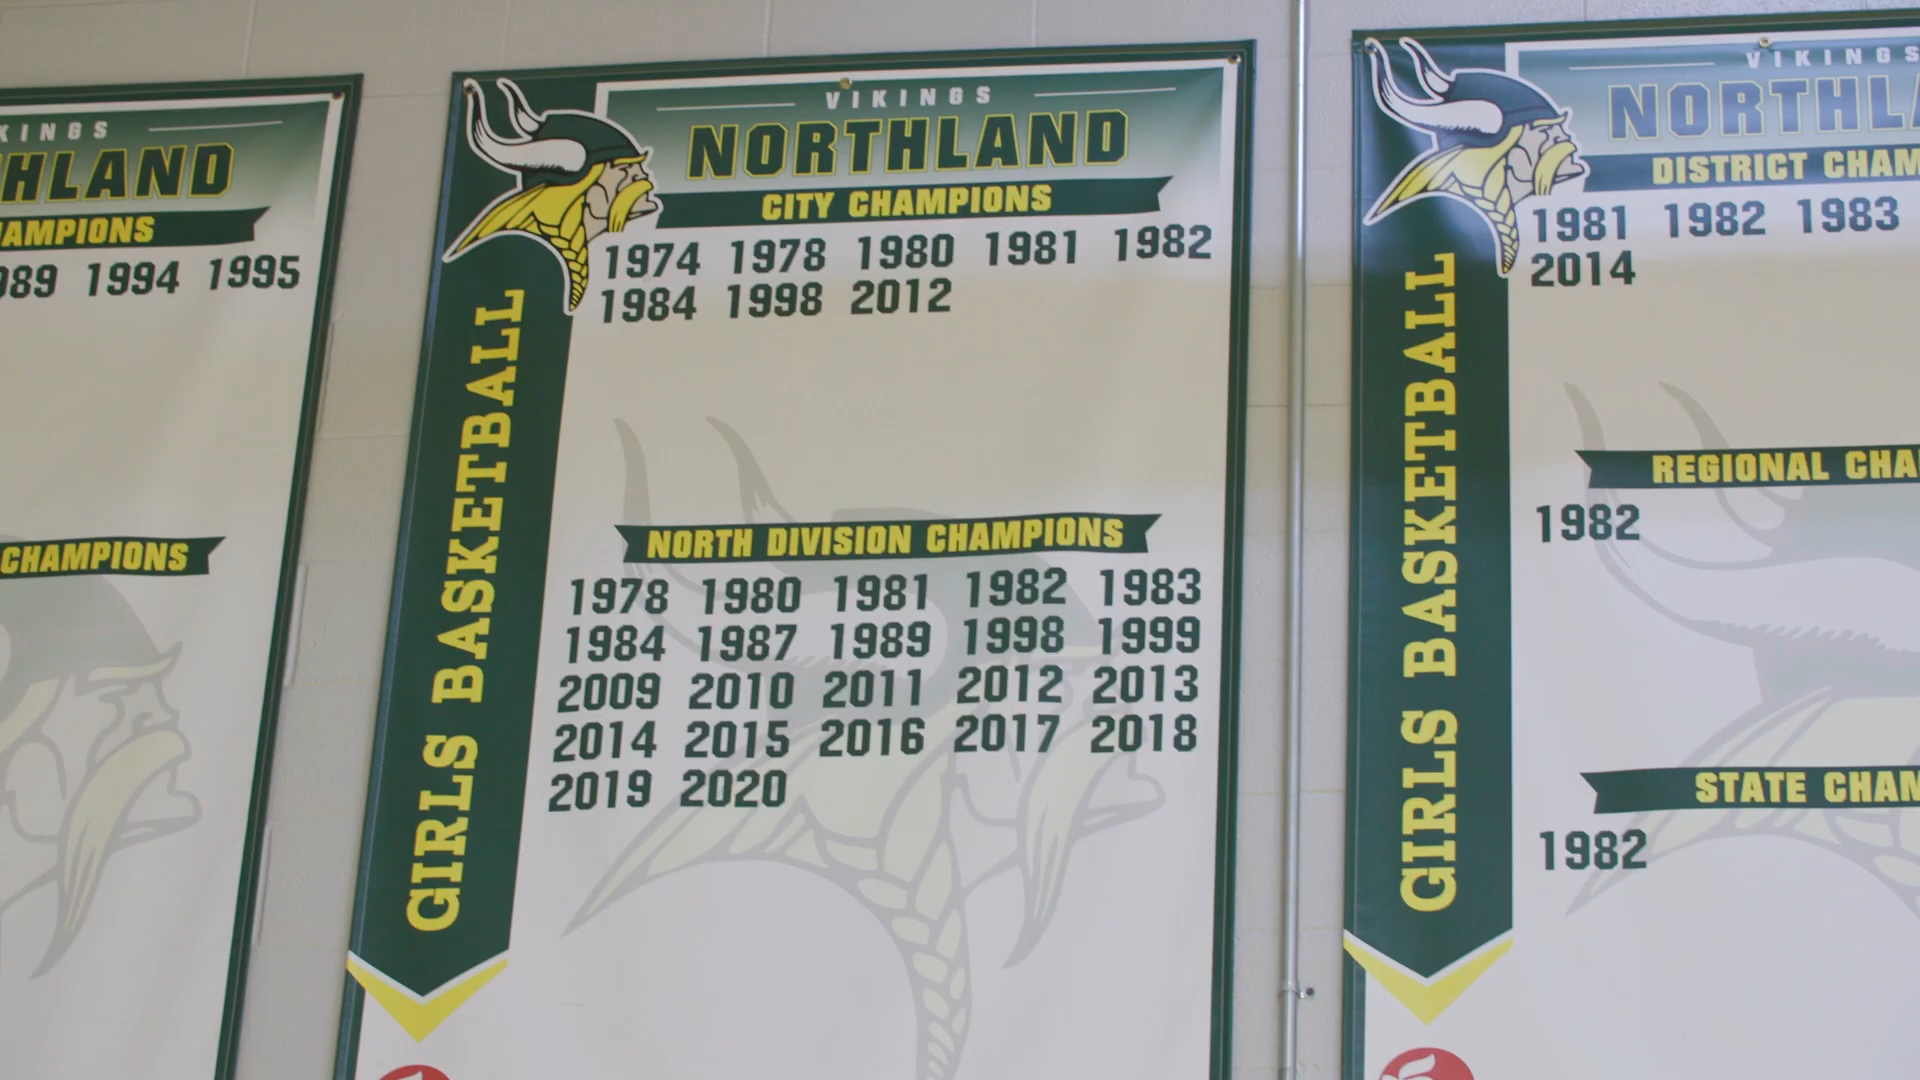 KINGS
HLAND
AMPIONS
989 1994 1995
CHAMPIONS
VIKINGS
NORTHLAND
CITY CHAMPIONS
1974 1978 1980 1981 1982
1984 1998 2012
GIRLS BASKETBALL
NORTH DIVISION CHAMPIONS
1978 1980 1981 1982 1983
1984 1987 1989 1998 1999
2009 2010 2011 2012 2013
2014 2015 2016 2017 2018
2019 2020
VIKINGS
NORTHLA
DISTRICT CHAM
1981 1982 1983
2014
GIRLS BASKETBALL
REGIONAL CHA
1982
STATE CHAM
1982